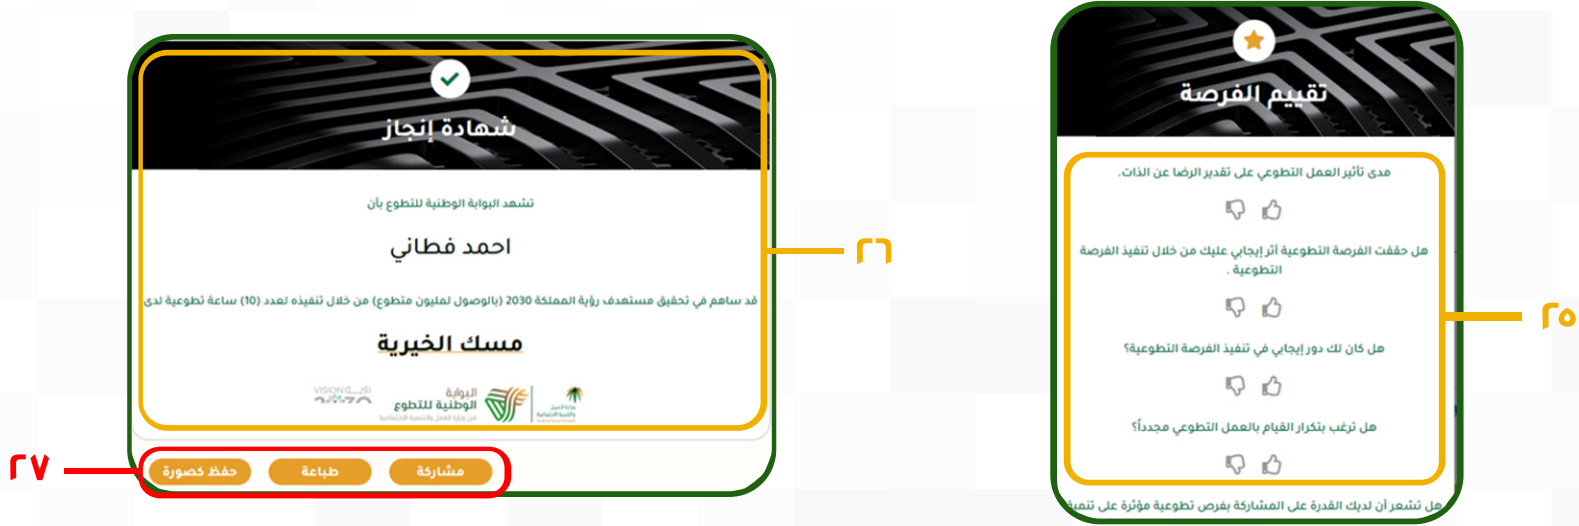 تقييم الفرصة
مدى تأثير العمل التطوعي على تقدير الرضا عن الذات.
هل حققت الفرصة التطوعية أثر إيجابي عليك من خلال تنفيذ الفرصة
التطوعية .
هل كان لك دور إيجابي في تنفيذ الفرصة التطوعية؟
هل ترغب بتكرار القيام بالعمل التطوعي مجدداً؟
هل تشعر أن لديك القدرة على المشاركة بفرص تطوعية مؤثرة على تنمية
٢٥
شهادة إنجاز
تشهد البوابة الوطنية للتطوع بأن
احمد فطاني
قد ساهم في تحقيق مستهدف رؤية المملكة 2030 (بالوصول لمليون متطوع) من خلال تنفيذه لعدد (10) ساعة تطوعية لدى
مسك الخيرية
البوابة
الوطنية للتطوع
VISION رؤيــة
2030
٢٦
مشاركة
طباعة
حفظ كصورة
٢٧